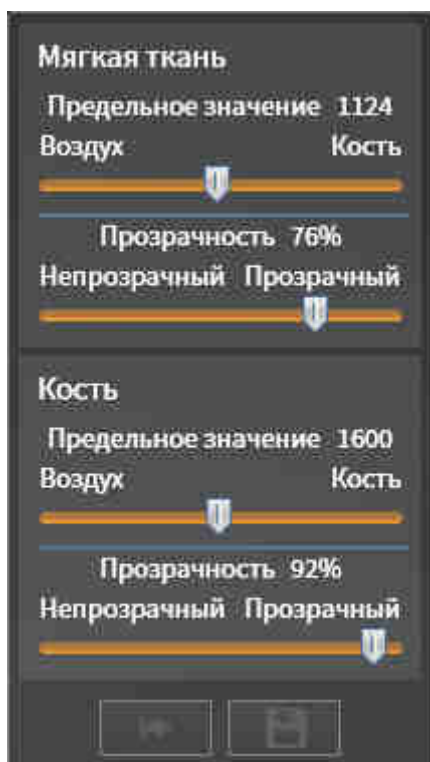 Мягкая ткань
Предельное значение 1124
Воздух Кость
Прозрачность 76%
Непрозрачный Прозрачный
Кость
Предельное значение 1600
Воздух Кость
Прозрачность 92%
Непрозрачный Прозрачный